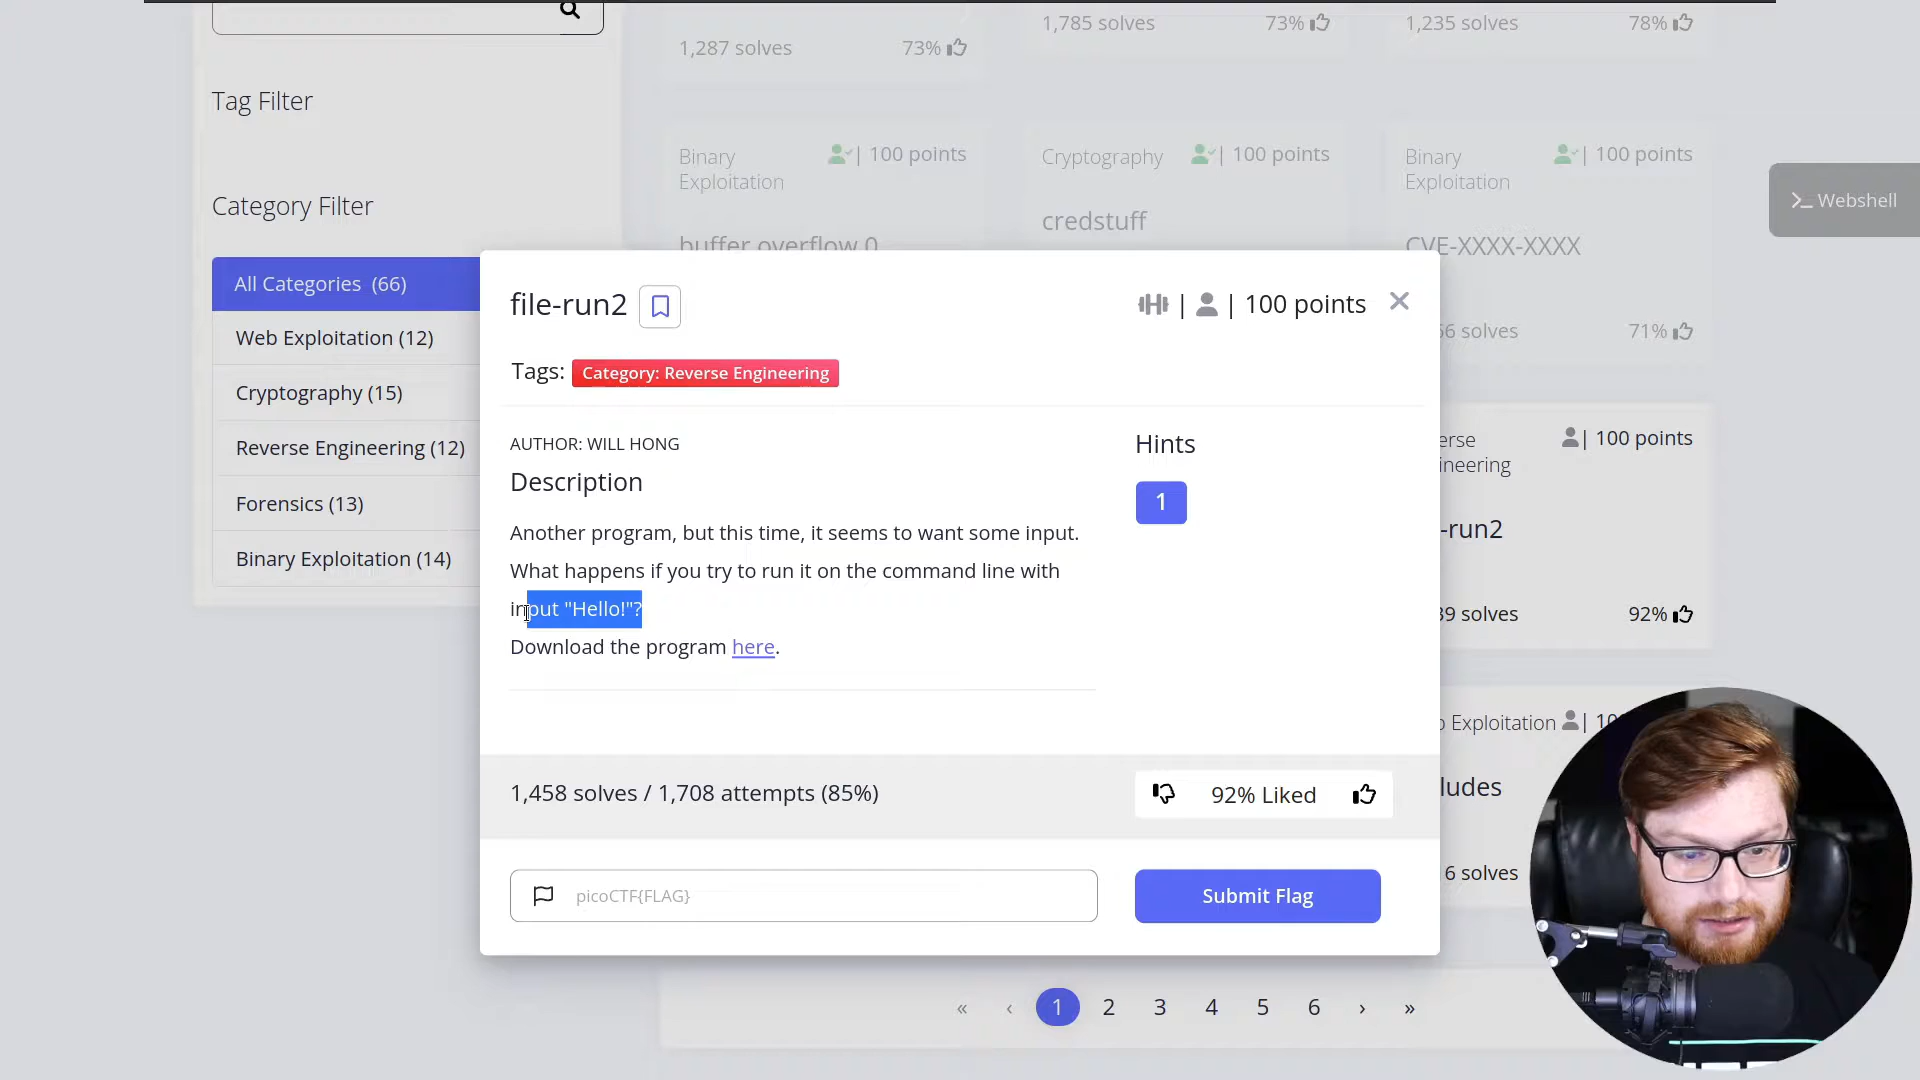 1,287 solves
73%
1,785 solves
73%
1,235 solves
78%
Tag Filter
Category Filter
All Categories (66)
Web Exploitation (12)
Cryptography (15)
Reverse Engineering (12)
Forensics (13)
Binary Exploitation (14)
Binary
Exploitation
| 100 points
buffer overflow 0
Cryptography
| 100 points
credstuff
Binary
Exploitation
| 100 points
CVE-XXXX-XXXX
>_ Webshell
file-run2
| | 100 points
Tags: Category: Reverse Engineering
AUTHOR: WILL HONG
Description
Another program, but this time, it seems to want some input.
What happens if you try to run it on the command line with
input "Hello!"?
Download the program here.
Hints
1
1,458 solves / 1,708 attempts (85%)
92% Liked
picoCTF{FLAG}
Submit Flag
solves
71%
| 100 points
-run2
solves
92%
Exploitation
6 solves
« ‹ 1 2 3 4 5 6 › »